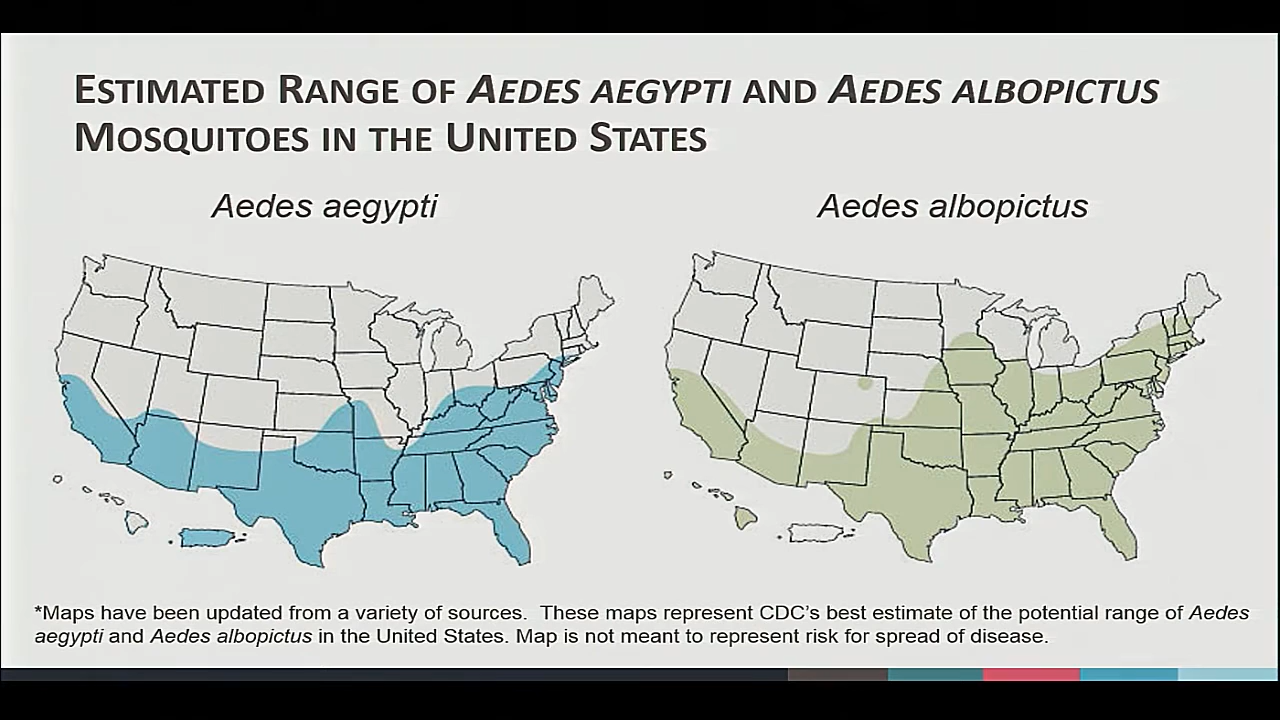 ESTIMATED RANGE OF AEDES AEGYPTI AND AEDES ALBOPICTUS
MOSQUITOES IN THE UNITED STATES
Aedes aegypti
Aedes albopictus
*Maps have been updated from a variety of sources. These maps represent CDC's best estimate of the potential range of Aedes
aegypti and Aedes albopictus in the United States. Map is not meant to represent risk for spread of disease.